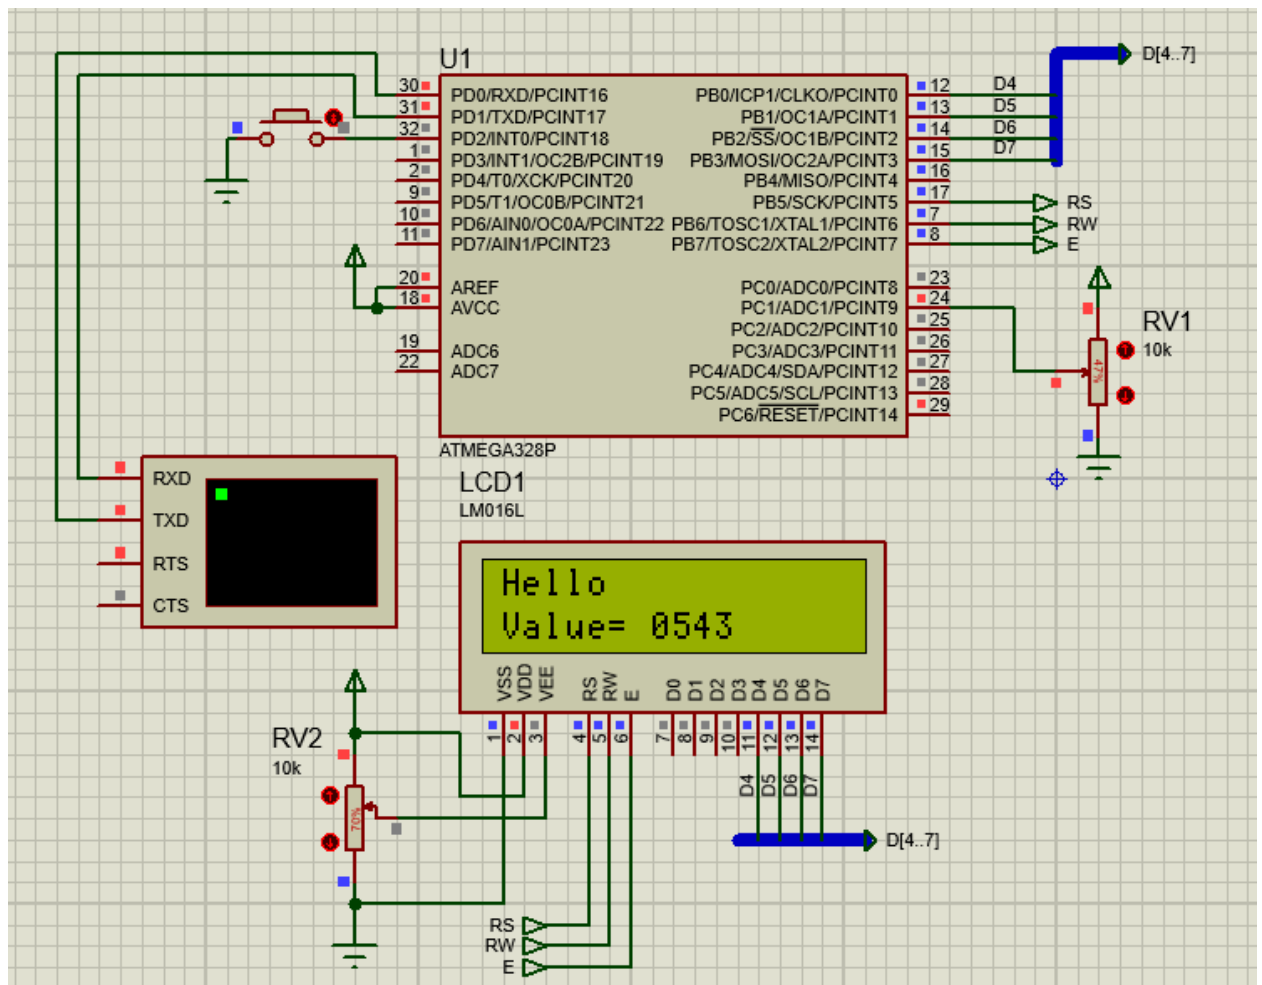 U1
30 PD0/RXD/PCINT16
31 PD1/TXD/PCINT17
32 PD2/INT0/PCINT18
1 PD3/INT1/OC2B/PCINT19
2 PD4/T0/XCK/PCINT20
9 PD5/T1/OC0B/PCINT21
10 PD6/AIN0/OC0A/PCINT22
11 PD7/AIN1/PCINT23
20 AREF
18 AVCC
19 ADC6
22 ADC7
PB0/ICP1/CLKO/PCINT0 12 D4
PB1/OC1A/PCINT1 13 D5
PB2/SS/OC1B/PCINT2 14 D6
PB3/MOSI/OC2A/PCINT3 15 D7
PB4/MISO/PCINT4 16
PB5/SCK/PCINT5 17 RS
PB6/TOSC1/XTAL1/PCINT6 7 RW
PB7/TOSC2/XTAL2/PCINT7 8 E
PC0/ADC0/PCINT8 23
PC1/ADC1/PCINT9 24
PC2/ADC2/PCINT10 25
PC3/ADC3/PCINT11 26
PC4/ADC4/SDA/PCINT12 27
PC5/ADC5/SCL/PCINT13 28
PC6/RESET/PCINT14 29
D[4..7]
RV1
10k
47%
ATMEGA328P
LCD1
LM016L
RXD
TXD
RTS
CTS
Hello
Value= 0543
VSS VDD VEE RS RW E D0 D1 D2 D3 D4 D5 D6 D7
1 2 3 4 5 6 7 8 9 10 11 12 13 14
RV2
10k
70%
D4 D5 D6 D7
D[4..7]
RS
RW
E